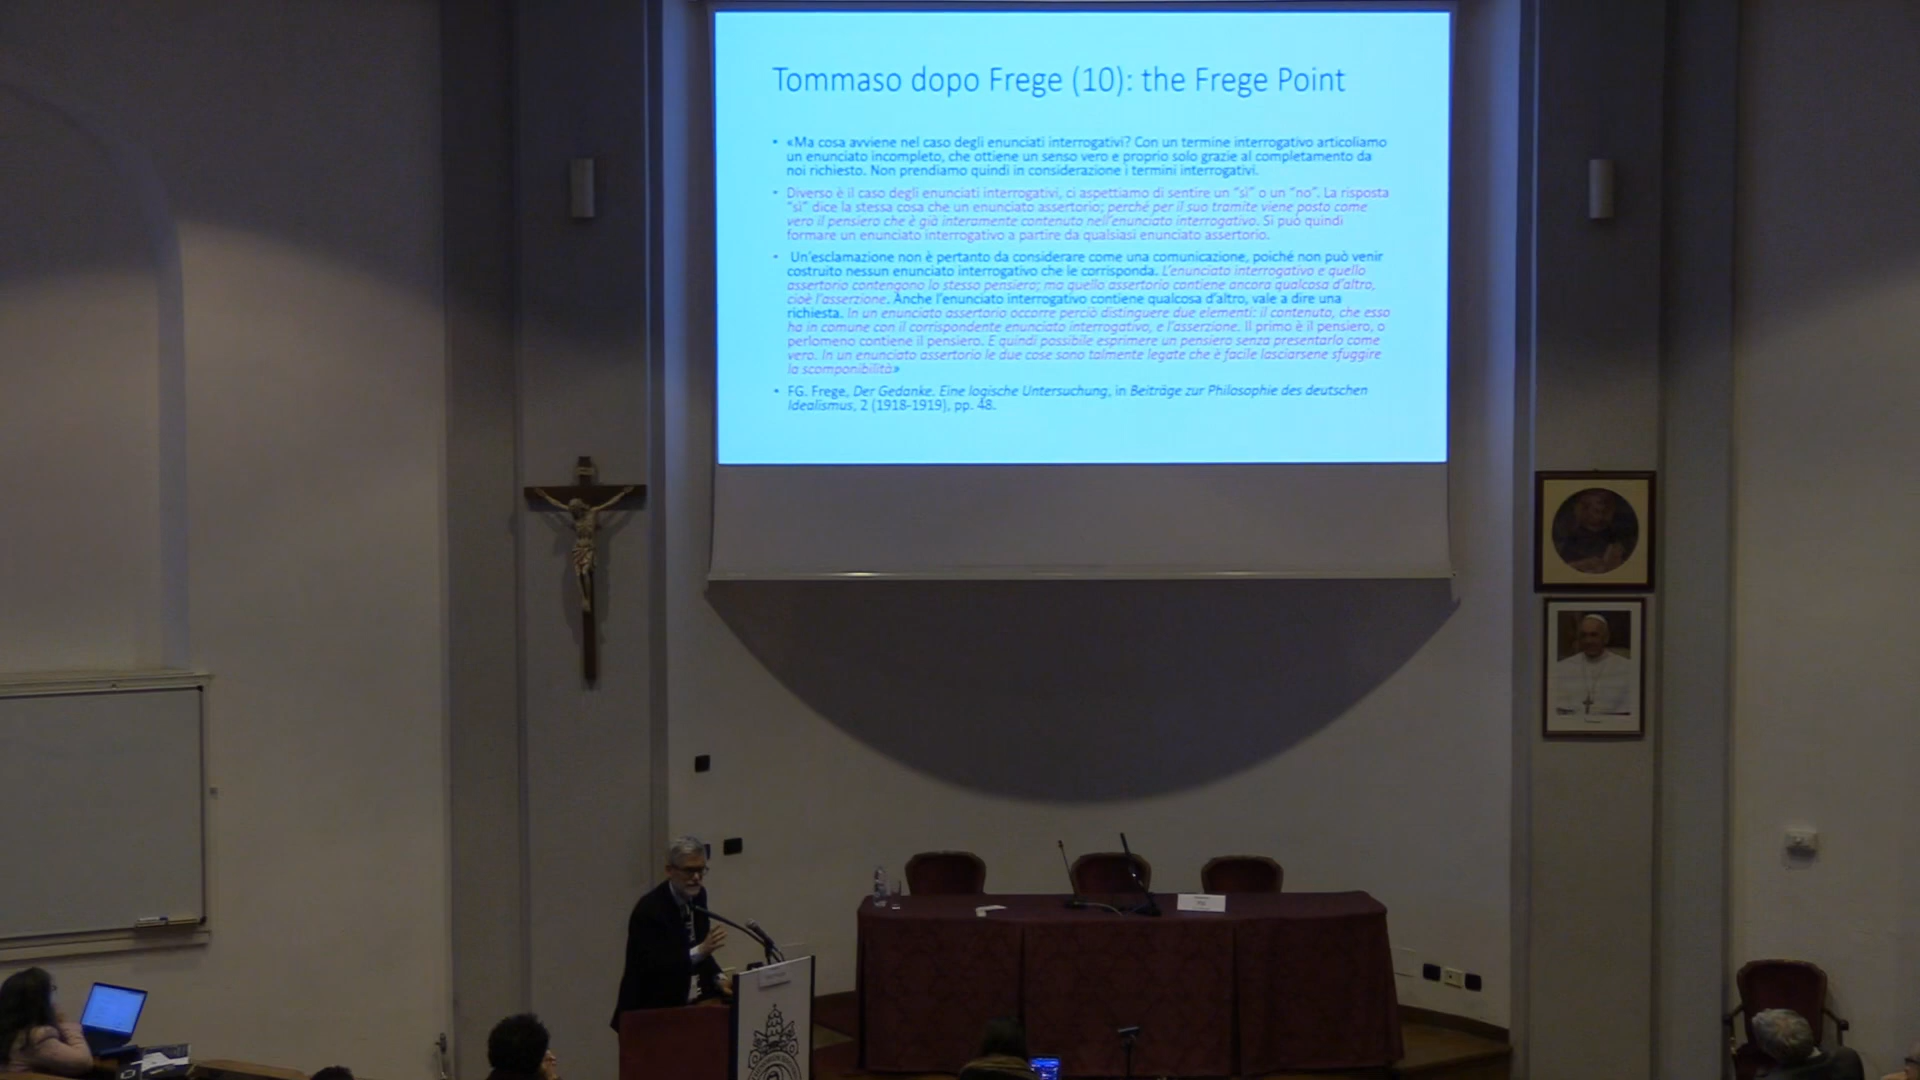 Tommaso dopo Frege (10): the Frege Point
• «Ma cosa avviene nel caso degli enunciati interrogativi? Con un termine interrogativo articoliamo
un enunciato incompleto, che ottiene un senso vero e proprio solo grazie al completamento da
noi richiesto. Non prendiamo quindi in considerazione i termini interrogativi.
• Diverso è il caso degli enunciati interrogativi, ci aspettiamo di sentire un “sì” o un “no”. La risposta
“sì” dice la stessa cosa che un enunciato assertorio; perché per il suo tramite viene posto come
vero il pensiero che è già interamente contenuto nell’enunciato interrogativo. Si può quindi
formare un enunciato interrogativo a partire da qualsiasi enunciato assertorio.
• Un’esclamazione non è pertanto da considerare come una comunicazione, poiché non può venir
costruito nessun enunciato interrogativo che le corrisponda. L’enunciato interrogativo e quello
assertorio contengono lo stesso pensiero; ma quello assertorio contiene ancora qualcosa d’altro,
cioè l’asserzione. Anche l’enunciato interrogativo contiene qualcosa d’altro, vale a dire una
richiesta. In un enunciato assertorio occorre perciò distinguere due elementi: il contenuto, che esso
ha in comune con il corrispondente enunciato interrogativo, e l’asserzione. Il primo è il pensiero, o
perlomeno contiene il pensiero. E quindi possibile esprimere un pensiero senza presentarlo come
vero. In un enunciato assertorio le due cose sono talmente legate che è facile lasciarsene sfuggire
la scomponibilità»
• FG. Frege, Der Gedanke. Eine logische Untersuchung, in Beiträge zur Philosophie des deutschen
Idealismus, 2 (1918-1919), pp. 48.